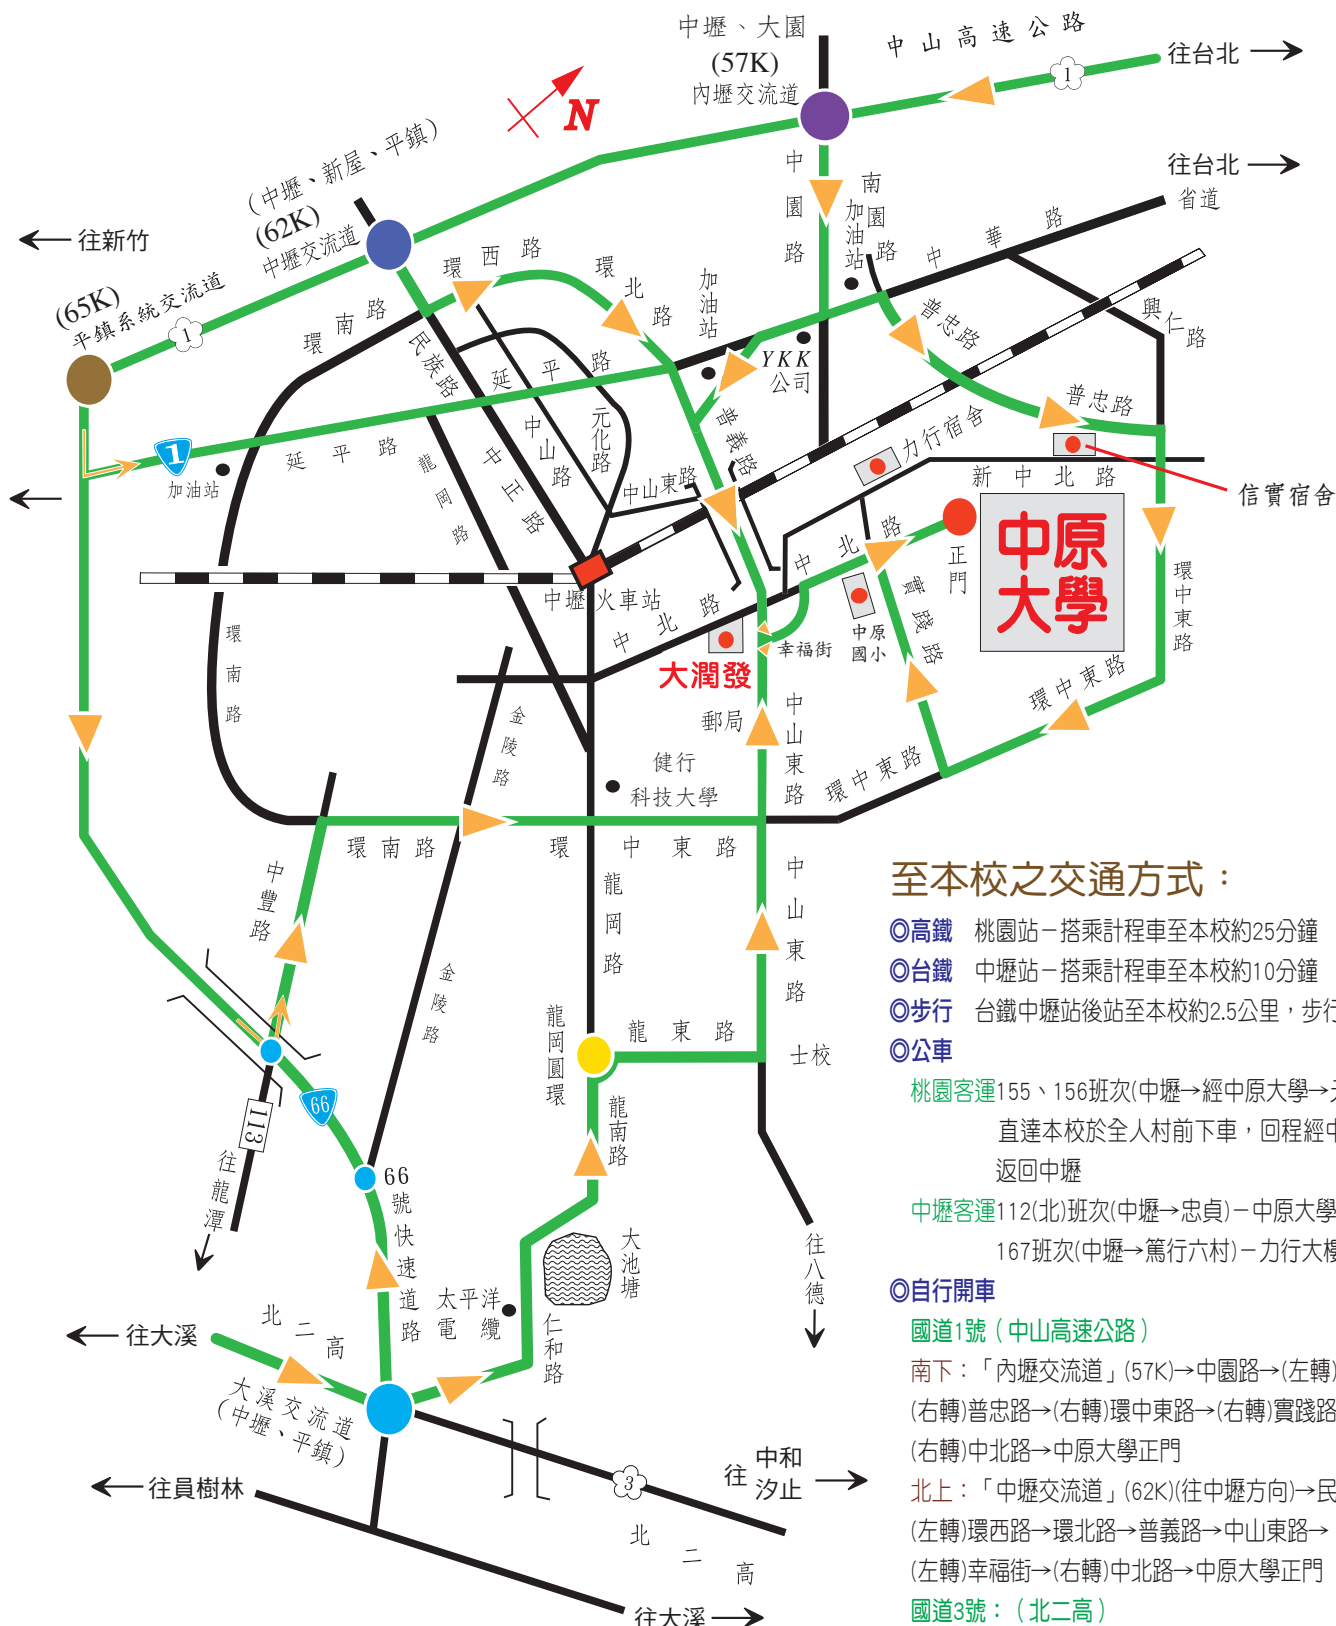 中壢、大園
(57K)
內壢交流道
中山高速公路
1
往台北
往台北
省道
N
(中壢、新屋、平鎮)
(62K)
中壢交流道
往新竹
(65K)
平鎮系統交流道
1
環南路
環西路
環北路
加油站
中園路
南園路
加油站
中華路
普忠路
興仁路
民族路
延平路
YKK
公司
普忠路
1
加油站
延平路
龍岡路
中正路
中山路
元化路
中山東路
普義路
力行宿舍
新中北路
信實宿舍
中原
大學
正門
中北路
實踐路
環中東路
中壢火車站
中北路
大潤發
幸福街
中原
國小
環南路
金陵路
郵局
中山東路
環中東路
環中東路
健行
科技大學
環南路
環中東路
中豐路
龍岡路
中山東路
金陵路
龍岡圓環
龍東路
士校
113
往龍潭
66
66
號快速道路
龍南路
大池塘
往八德
太平洋
電纜
仁和路
北二高
往大溪
大溪交流道
(中壢、平鎮)
往員樹林
往
中和
汐止
3
北二高
往大溪
至本校之交通方式：
◎高鐵 桃園站－搭乘計程車至本校約25分鐘
◎台鐵 中壢站－搭乘計程車至本校約10分鐘
◎步行 台鐵中壢站後站至本校約2.5公里，步行
◎公車
桃園客運155、156班次(中壢→經中原大學→
直達本校於全人村前下車，回程經中
返回中壢
中壢客運112(北)班次(中壢→忠貞)－中原大學
167班次(中壢→篤行六村)－力行大樓
◎自行開車
國道1號（中山高速公路）
南下：「內壢交流道」(57K)→中園路→(左轉)
(右轉)普忠路→(右轉)環中東路→(右轉)實踐路
(右轉)中北路→中原大學正門
北上：「中壢交流道」(62K)(往中壢方向)→民
(左轉)環西路→環北路→普義路→中山東路→
(左轉)幸福街→(右轉)中北路→中原大學正門
國道3號：（北二高）